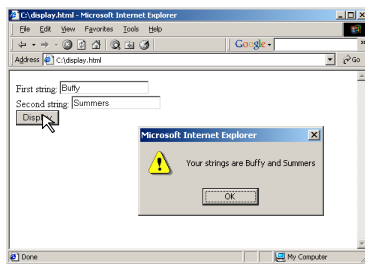 C:\display.html - Microsoft Internet Explorer
File Edit View Favorites Tools Help
Google
Address C:\display.html Go
First string: Buffy
Second string: Summers
Display
Microsoft Internet Explorer
Your strings are Buffy and Summers
OK
Done My Computer